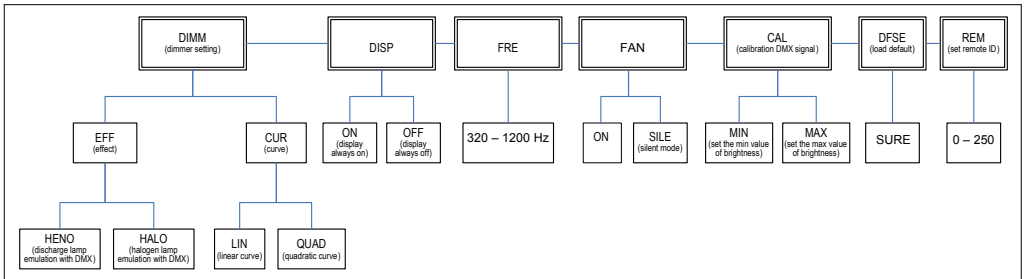 DIMM
(dimmer setting)
DISP
FRE
FAN
CAL
(calibration DMX signal)
DFSE
(load default)
REM
(set remote ID)
EFF
(effect)
CUR
(curve)
ON
(display
always on)
OFF
(display
always off)
320 – 1200 Hz
ON
SILE
(silent mode)
MIN
(set the min value
of brightness)
MAX
(set the max value
of brightness)
SURE
0 – 250
HENO
(discharge lamp
emulation with DMX)
HALO
(halogen lamp
emulation with DMX)
LIN
(linear curve)
QUAD
(quadratic curve)